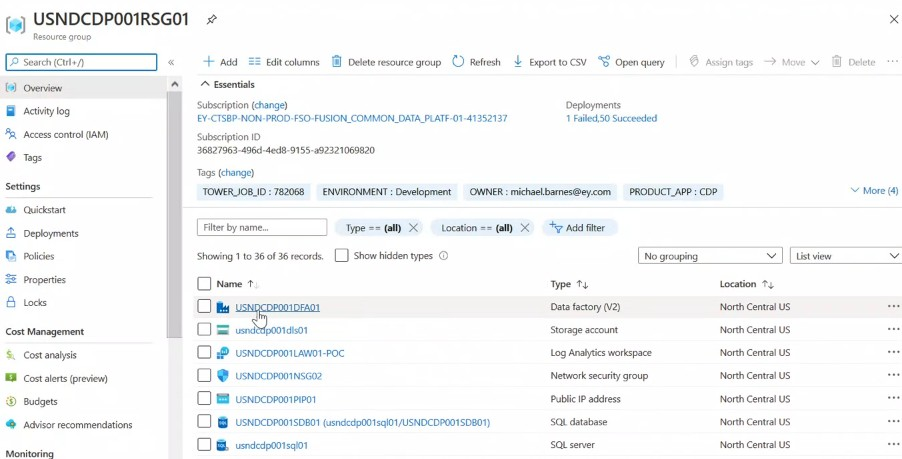 USNDCDP001RSG01
Resource group
Search (Ctrl+/)
Overview
Activity log
Access control (IAM)
Tags
Settings
Quickstart
Deployments
Policies
Properties
Locks
Cost Management
Cost analysis
Cost alerts (preview)
Budgets
Advisor recommendations
Monitoring
Add Edit columns Delete resource group Refresh Export to CSV Open query Assign tags Move Delete
Essentials
Subscription (change)
EY-CTSBP-NON-PROD-FSO-FUSION_COMMON_DATA_PLATF-01-41352137
Subscription ID
36827963-496d-4ed8-9155-a92321069820
Deployments
1 Failed,50 Succeeded
Tags (change)
TOWER_JOB_ID : 782068 ENVIRONMENT : Development OWNER : michael.barnes@ey.com PRODUCT_APP : CDP More (4)
Filter by name... Type == (all) Location == (all) Add filter
Showing 1 to 36 of 36 records. Show hidden types No grouping List view
Name Type Location
USNDCDP001DFA01 Data factory (V2) North Central US
usndcdp001dls01 Storage account North Central US
USNDCDP001LAW01-POC Log Analytics workspace North Central US
USNDCDP001NSG02 Network security group North Central US
USNDCDP001PIP01 Public IP address North Central US
USNDCDP001SDB01 (usndcdp001sql01/USNDCDP001SDB01) SQL database North Central US
usndcdp001sql01 SQL server North Central US